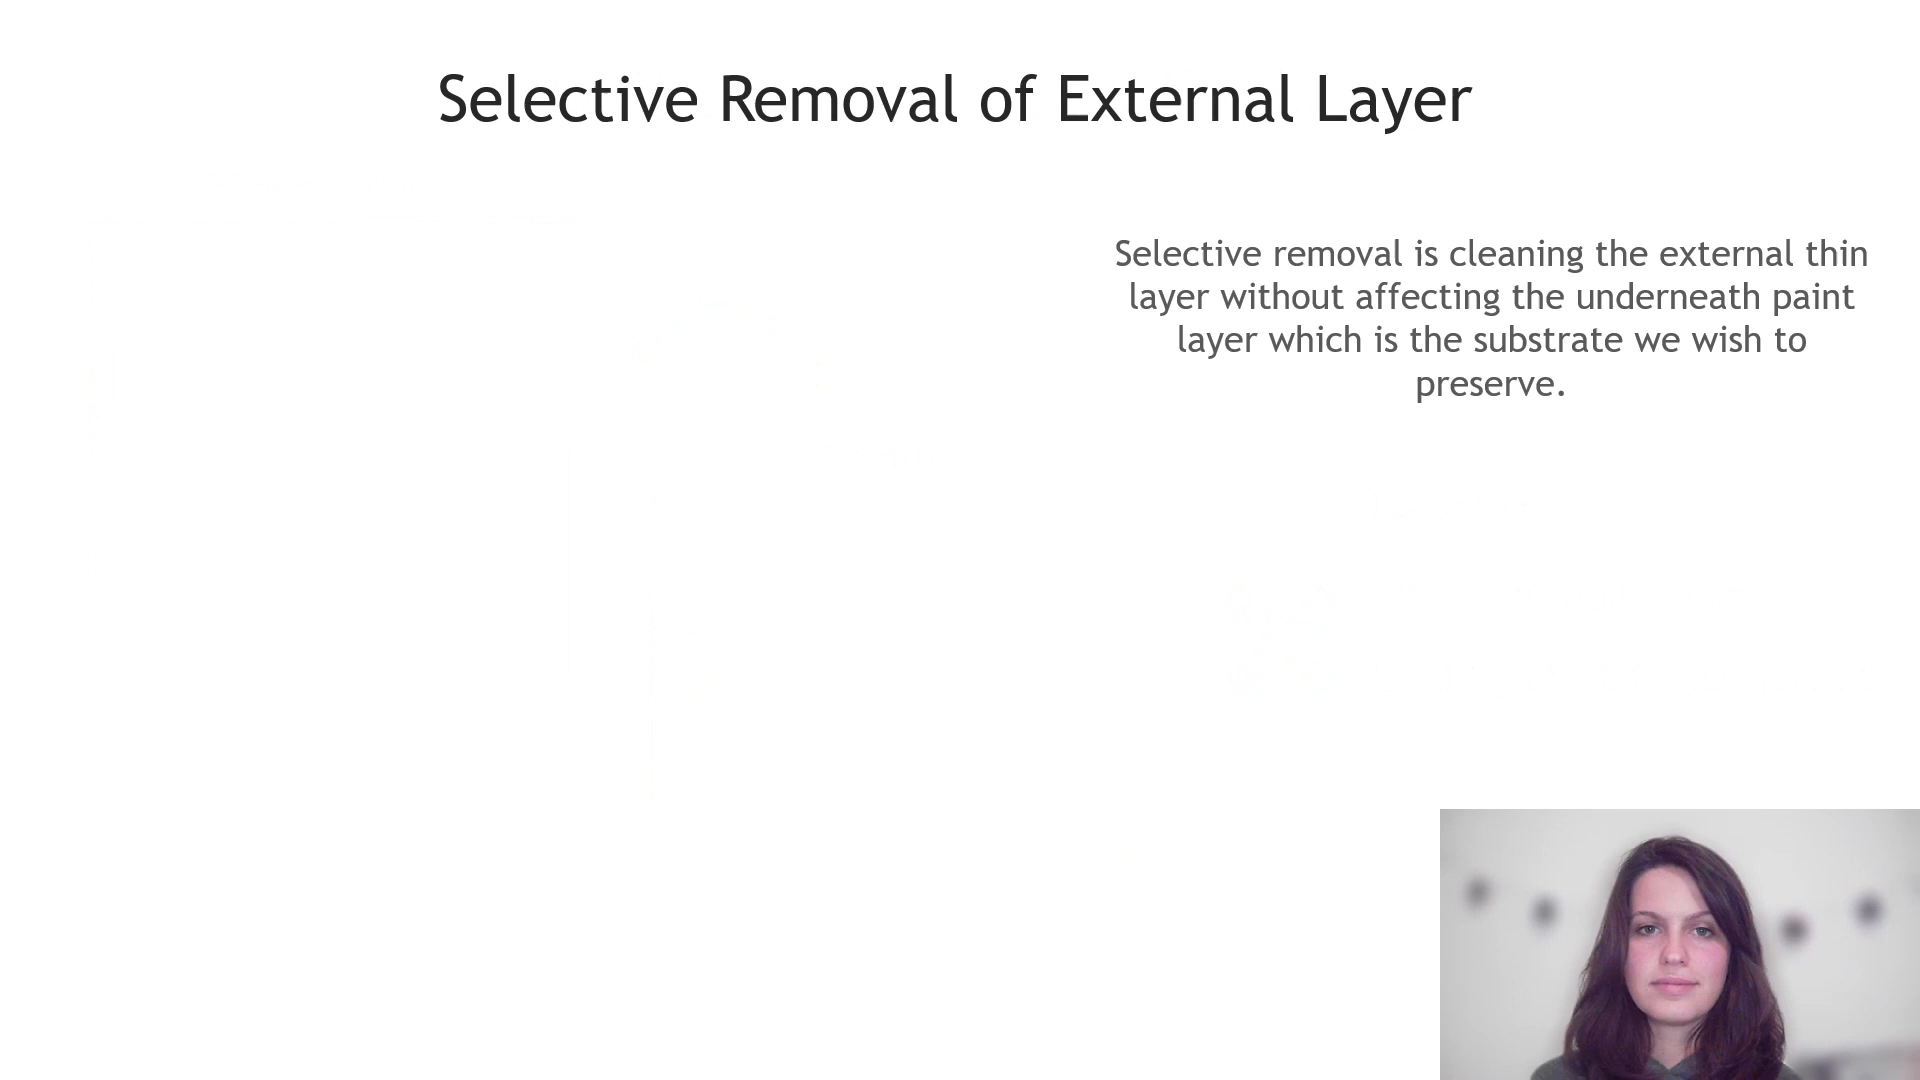 Selective Removal of External Layer
Selective removal is cleaning the external thin
layer without affecting the underneath paint
layer which is the substrate we wish to
preserve.